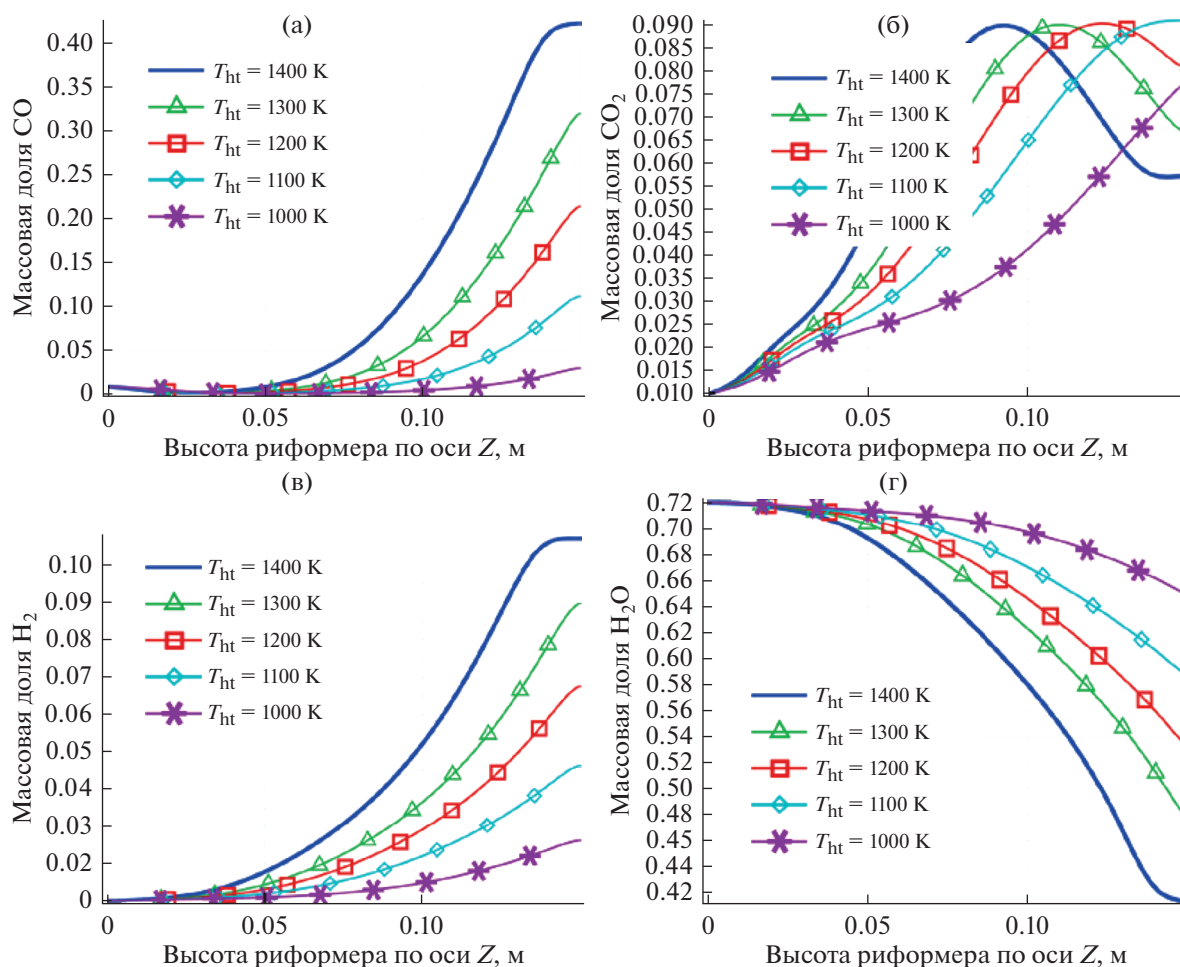 (а)
0.40
0.30
0.25
0.20
0.15
0.10
0.05
0
Массовая доля CO
T_ht = 1400 K
T_ht = 1300 K
T_ht = 1200 K
T_ht = 1100 K
T_ht = 1000 K
0 0.05 0.10
Высота риформера по оси Z, м
(б)
0.090
0.085
0.080
0.075
0.070
0.065
0.060
0.055
0.050
0.045
0.040
0.035
0.030
0.025
0.020
0.015
0.010
Массовая доля CO₂
T_ht = 1400 K
T_ht = 1300 K
T_ht = 1200 K
T_ht = 1100 K
T_ht = 1000 K
0 0.05 0.10
Высота риформера по оси Z, м
(в)
0.10
0.09
0.08
0.07
0.06
0.05
0.04
0.03
0.02
0
Массовая доля H₂
T_ht = 1400 K
T_ht = 1300 K
T_ht = 1200 K
T_ht = 1100 K
T_ht = 1000 K
0 0.05 0.10
Высота риформера по оси Z, м
(г)
0.72
0.70
0.68
0.66
0.64
0.62
0.60
0.58
0.56
0.54
0.52
0.50
0.48
0.46
0.44
0.42
Массовая доля H₂O
T_ht = 1400 K
T_ht = 1300 K
T_ht = 1200 K
T_ht = 1100 K
T_ht = 1000 K
0 0.05 0.10
Высота риформера по оси Z, м